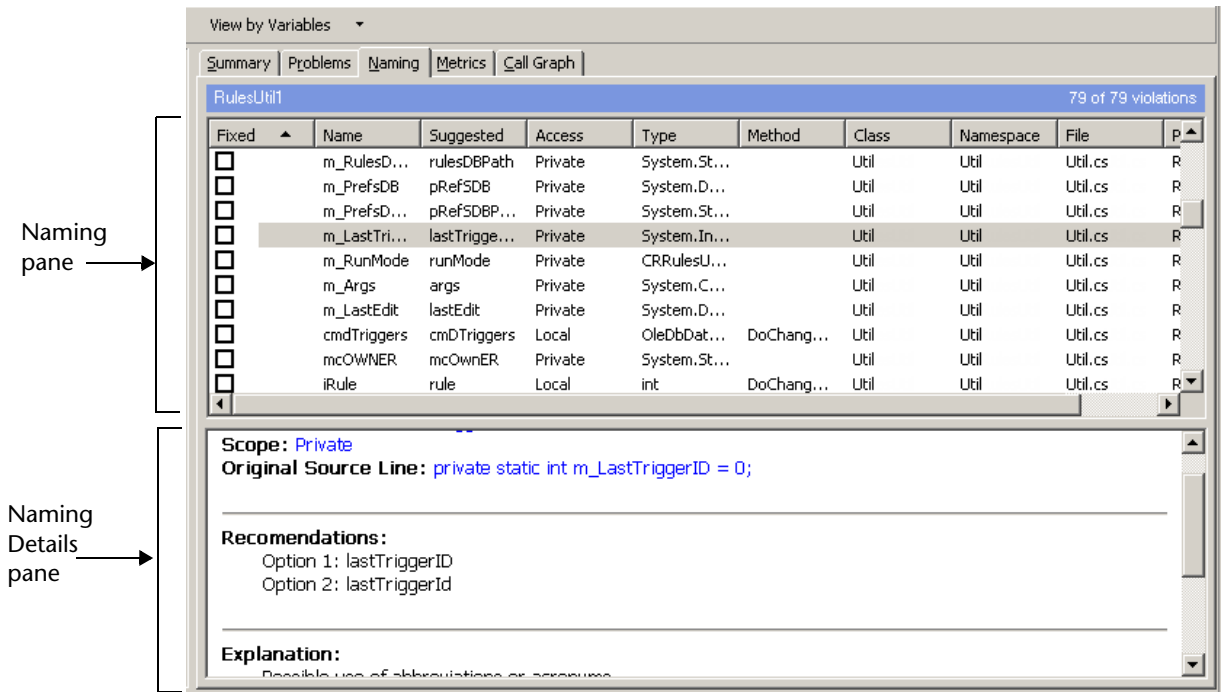 View by Variables
Summary Problems Naming Metrics Call Graph
RulesUtil1 79 of 79 violations
Fixed Name Suggested Access Type Method Class Namespace File P
m_RulesD... rulesDBPath Private System.St... Util Util Util.cs R
m_PrefsDB pRefSDB Private System.D... Util Util Util.cs R
m_PrefsD... pRefSDBP... Private System.St... Util Util Util.cs R
m_LastTri... lastTrigge... Private System.In... Util Util Util.cs R
m_RunMode runMode Private CRRulesU... Util Util Util.cs R
m_Args args Private System.C... Util Util Util.cs R
m_LastEdit lastEdit Private System.D... Util Util Util.cs R
cmdTriggers cmDTriggers Local OleDbDat... DoChang... Util Util Util.cs R
mcOWNER mcOwnER Private System.St... Util Util Util.cs R
iRule rule Local int DoChang... Util Util Util.cs R
Naming
pane
Scope: Private
Original Source Line: private static int m_LastTriggerID = 0;
Recomendations:
Option 1: lastTriggerID
Option 2: lastTriggerId
Explanation:
Possible use of abbreviations or acronyms
Naming
Details
pane